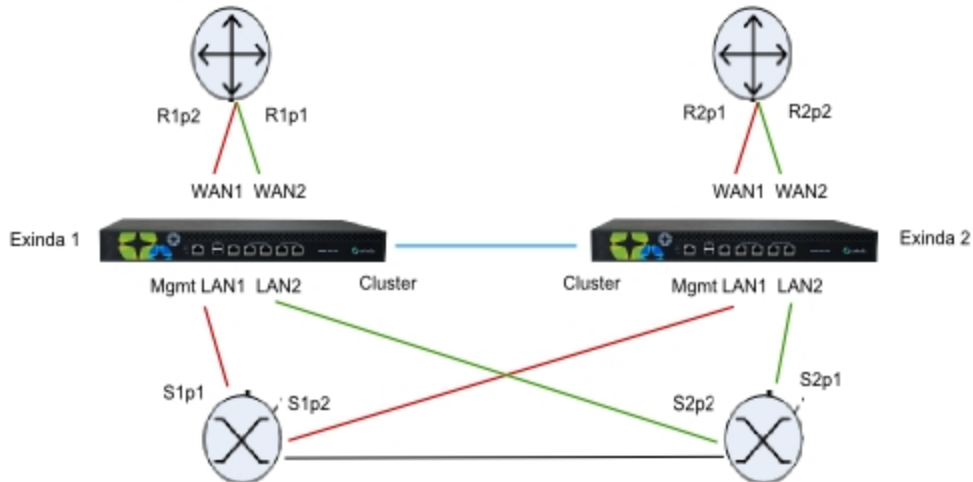 R1p2 R1p1 R2p1 R2p2
WAN1 WAN2 WAN1 WAN2
Exinda 1 Exinda 2
Mgmt LAN1 LAN2 Cluster Cluster Mgmt LAN1 LAN2
S1p1 S1p2 S2p2 S2p1